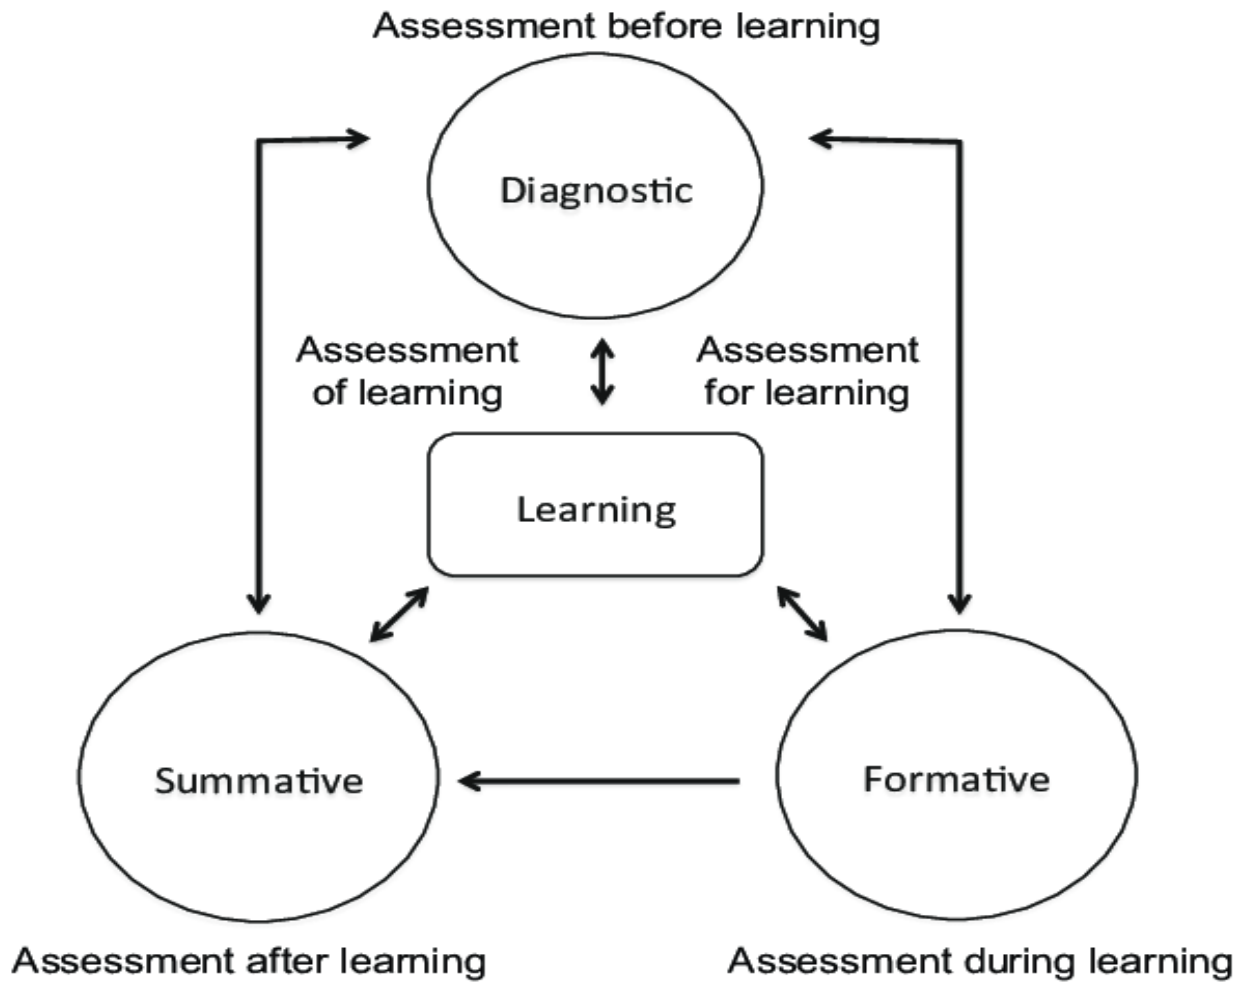 Assessment before learning
Diagnostic
Assessment
of learning
Assessment
for learning
Learning
Summative
Formative
Assessment after learning
Assessment during learning